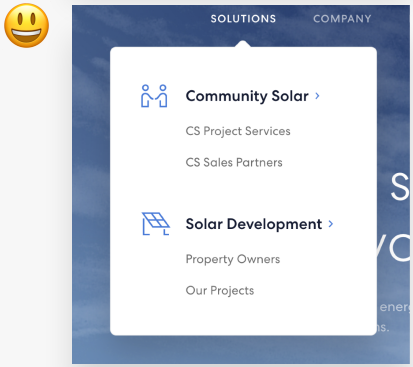 SOLUTIONS COMPANY
Community Solar
CS Project Services
CS Sales Partners
Solar Development
Property Owners
Our Projects